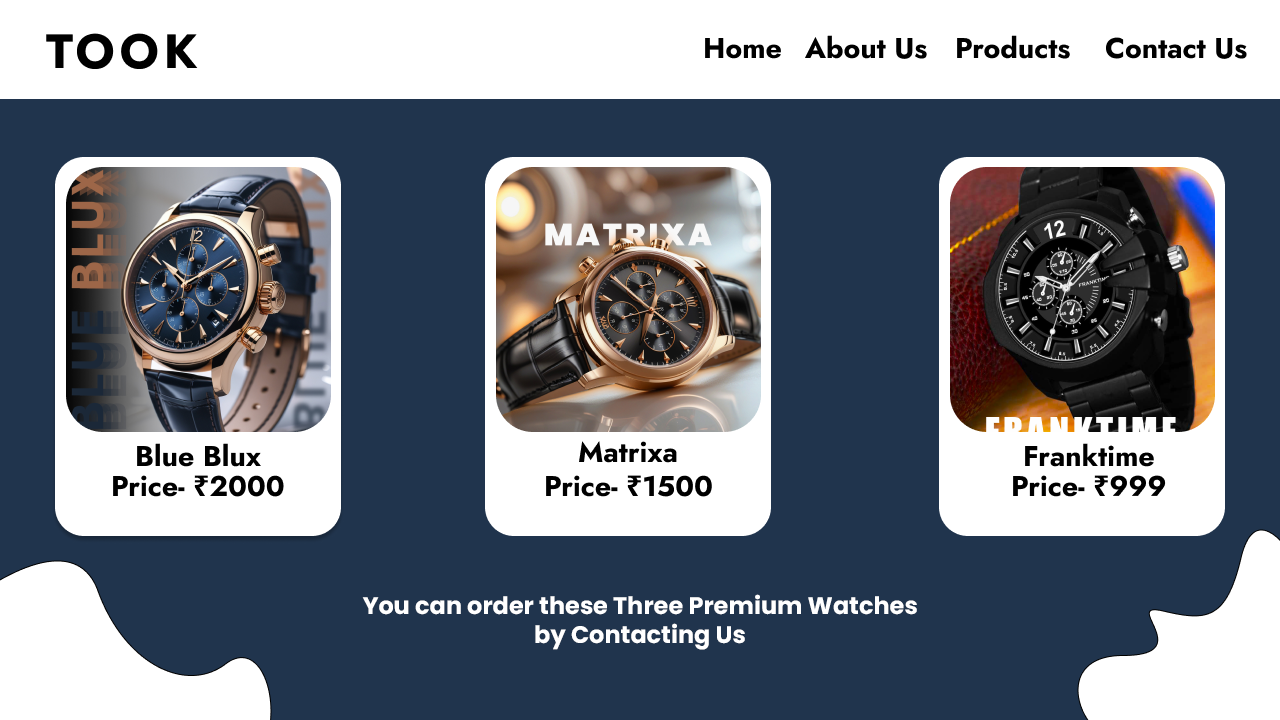 TOOK
Home About Us Products Contact Us
BLUE BLUX
MATRIXA
12
FRANKTIME
FRANKTIME
Blue Blux
Price- ₹2000
Matrixa
Price- ₹1500
Franktime
Price- ₹999
You can order these Three Premium Watches
by Contacting Us